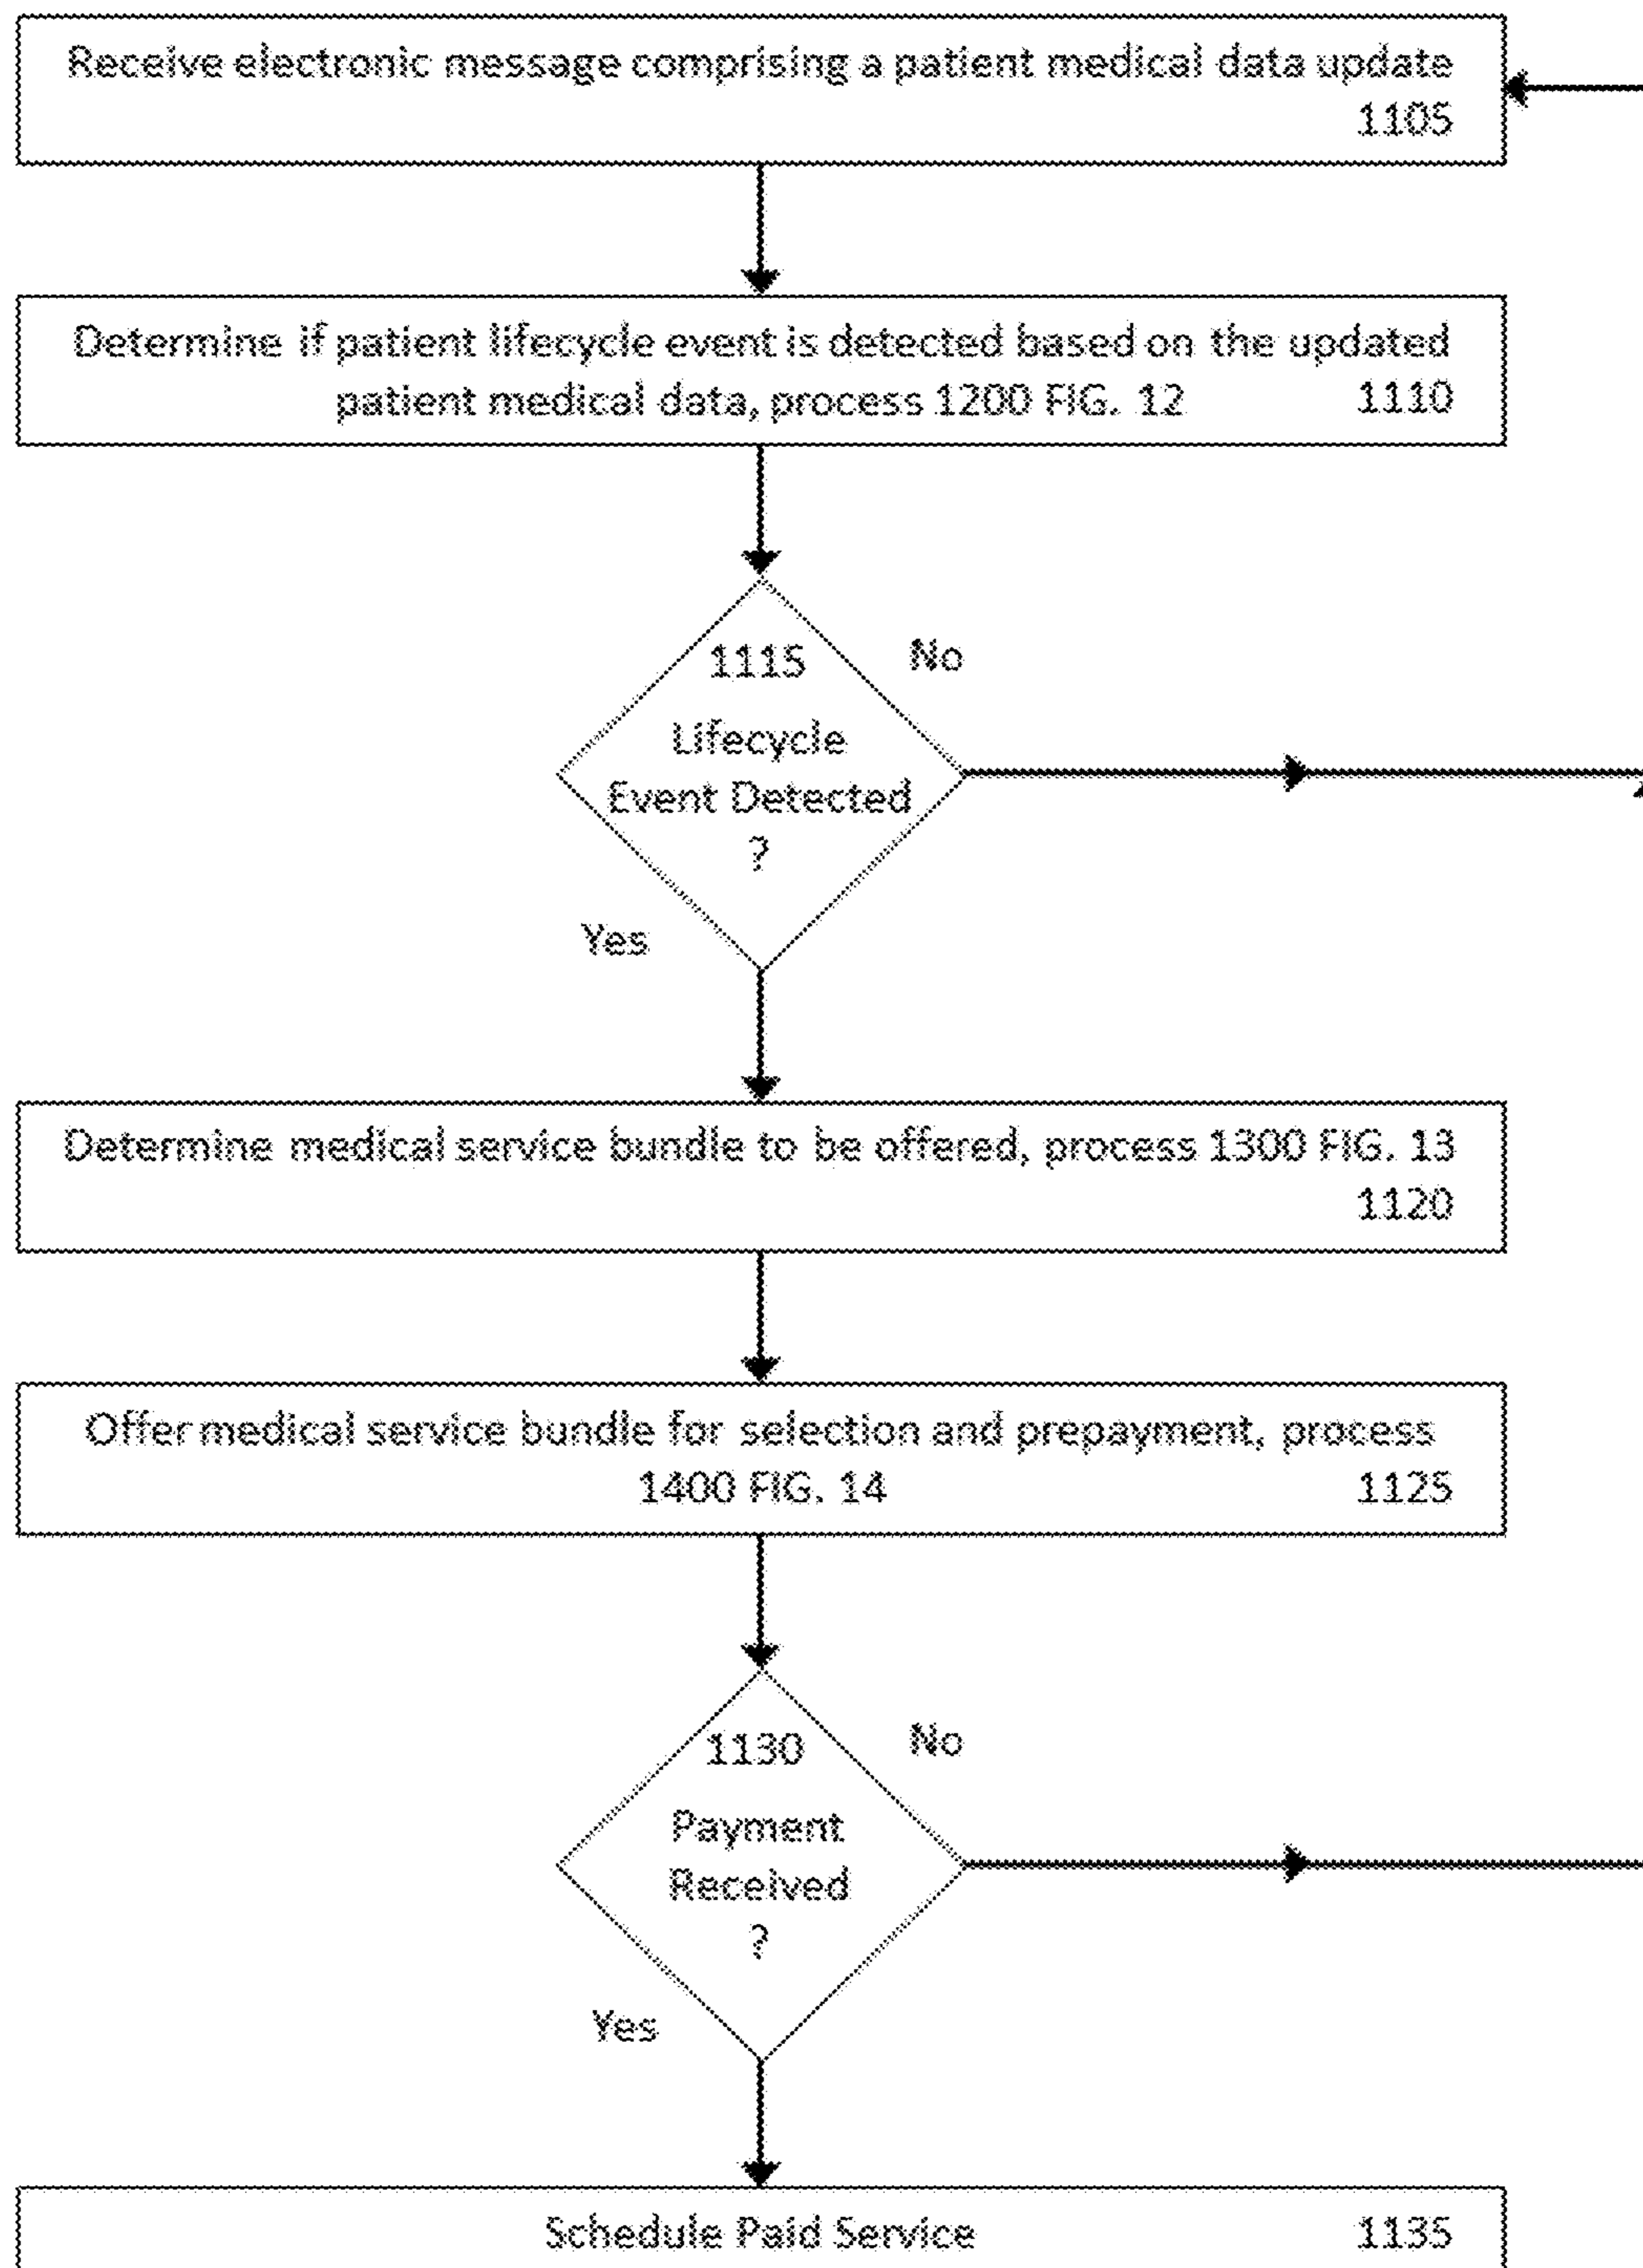 Receive electronic message comprising a patient medical data update
1105
Determine if patient lifecycle event is detected based on the updated
patient medical data, process 1200 FIG. 12 1110
1115
No
Lifecycle
Event Detected
?
Yes
Determine medical service bundle to be offered, process 1300 FIG. 13
1120
Offer medical service bundle for selection and prepayment, process
1400 FIG. 14 1125
1130
No
Payment
Received
?
Yes
Schedule Paid Service 1135